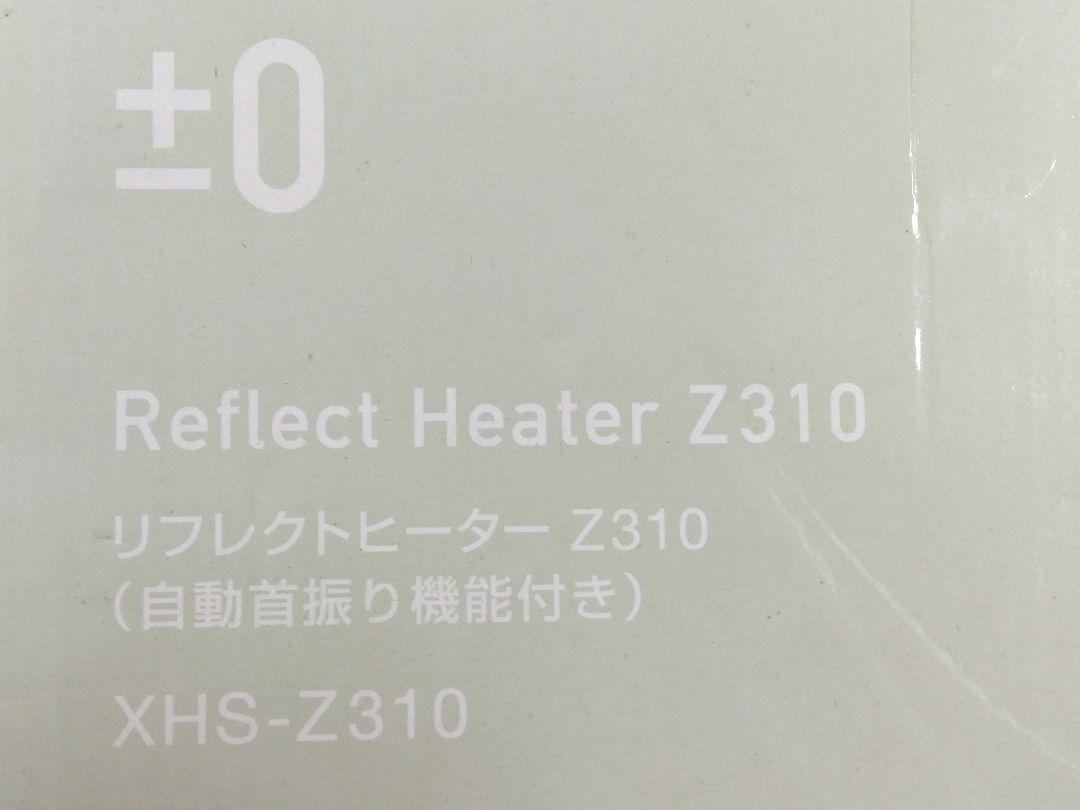 ±0
Reflect Heater Z310
リフレクトヒーター Z310
(自動首振り機能付き)
XHS-Z310